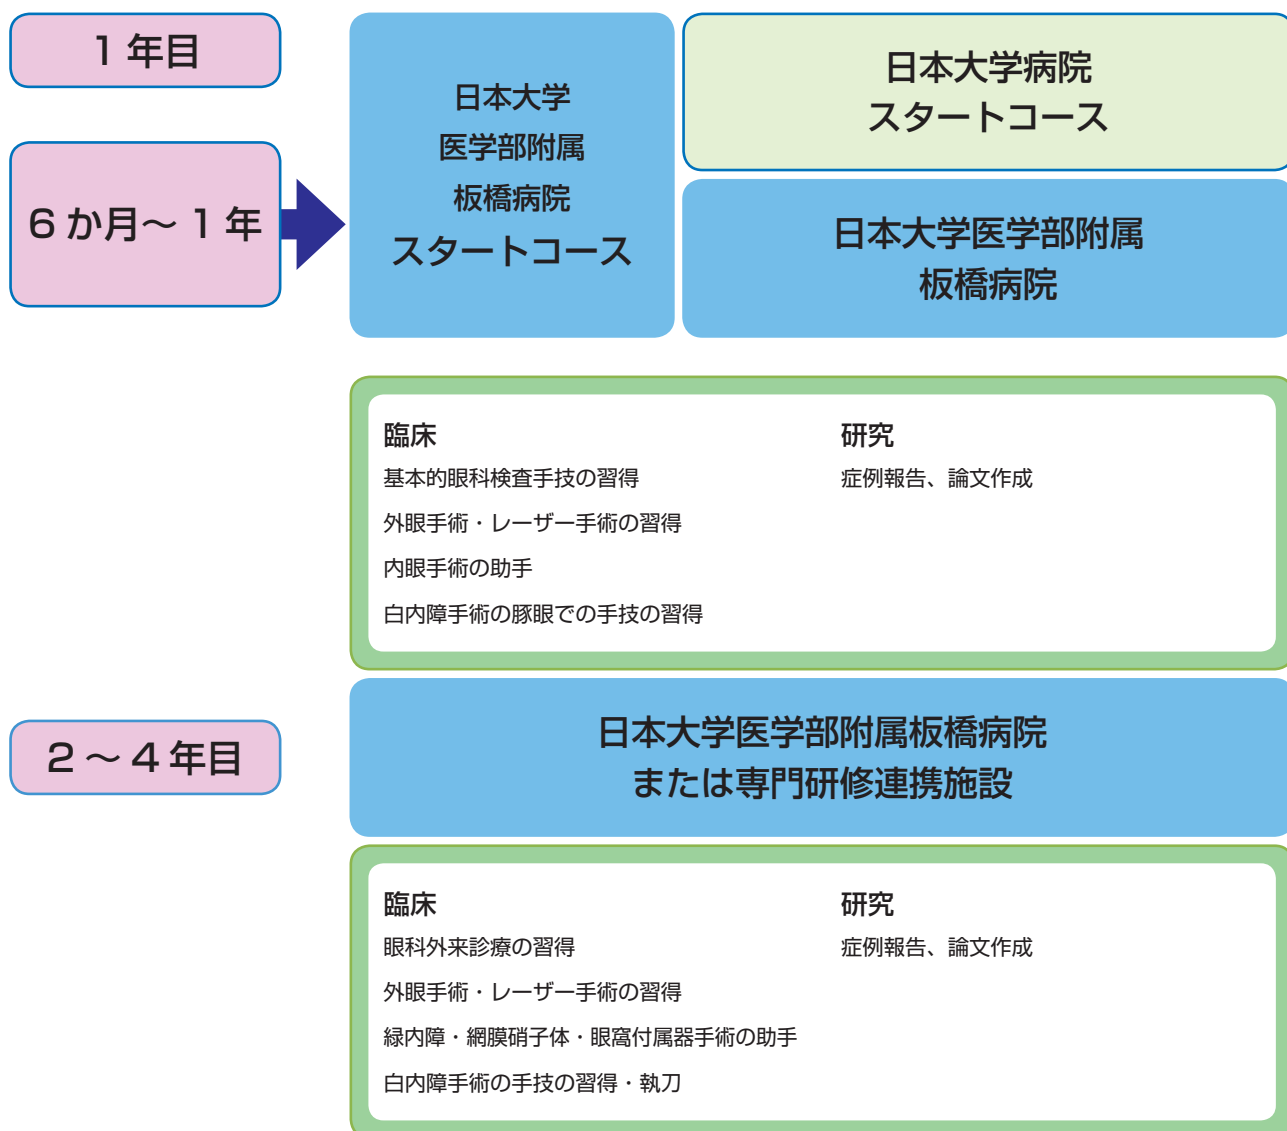 1 年目
6 か月～ 1 年
日本大学
医学部附属
板橋病院
スタートコース
日本大学病院
スタートコース
日本大学医学部附属
板橋病院
臨床
基本的眼科検査手技の習得
外眼手術・レーザー手術の習得
内眼手術の助手
白内障手術の豚眼での手技の習得
研究
症例報告、論文作成
2 ～ 4 年目
日本大学医学部附属板橋病院
または専門研修連携施設
臨床
眼科外来診療の習得
外眼手術・レーザー手術の習得
緑内障・網膜硝子体・眼窩付属器手術の助手
白内障手術の手技の習得・執刀
研究
症例報告、論文作成